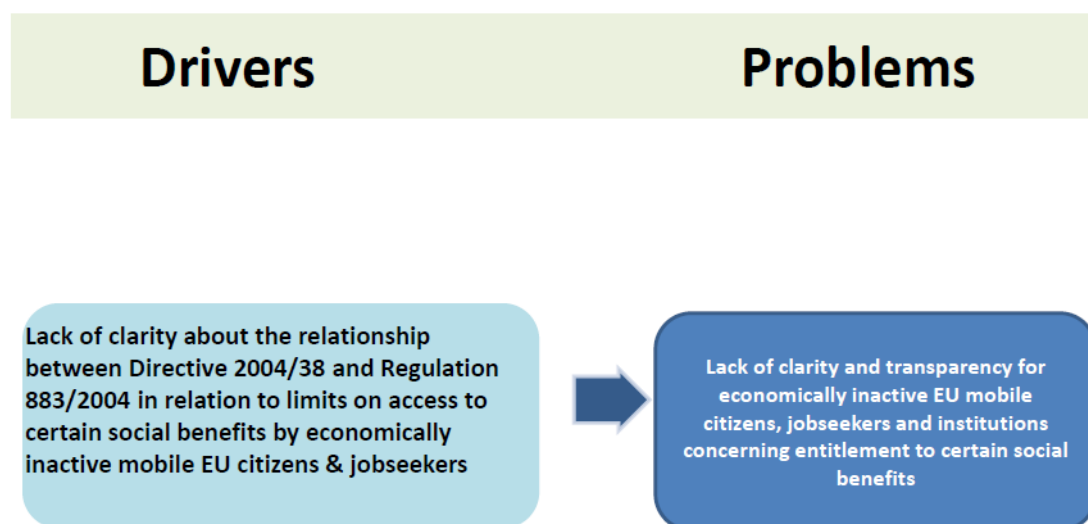 Drivers
Problems
Lack of clarity about the relationship
between Directive 2004/38 and Regulation
883/2004 in relation to limits on access to
certain social benefits by economically
inactive mobile EU citizens & jobseekers
Lack of clarity and transparency for
economically inactive EU mobile
citizens, jobseekers and institutions
concerning entitlement to certain social
benefits